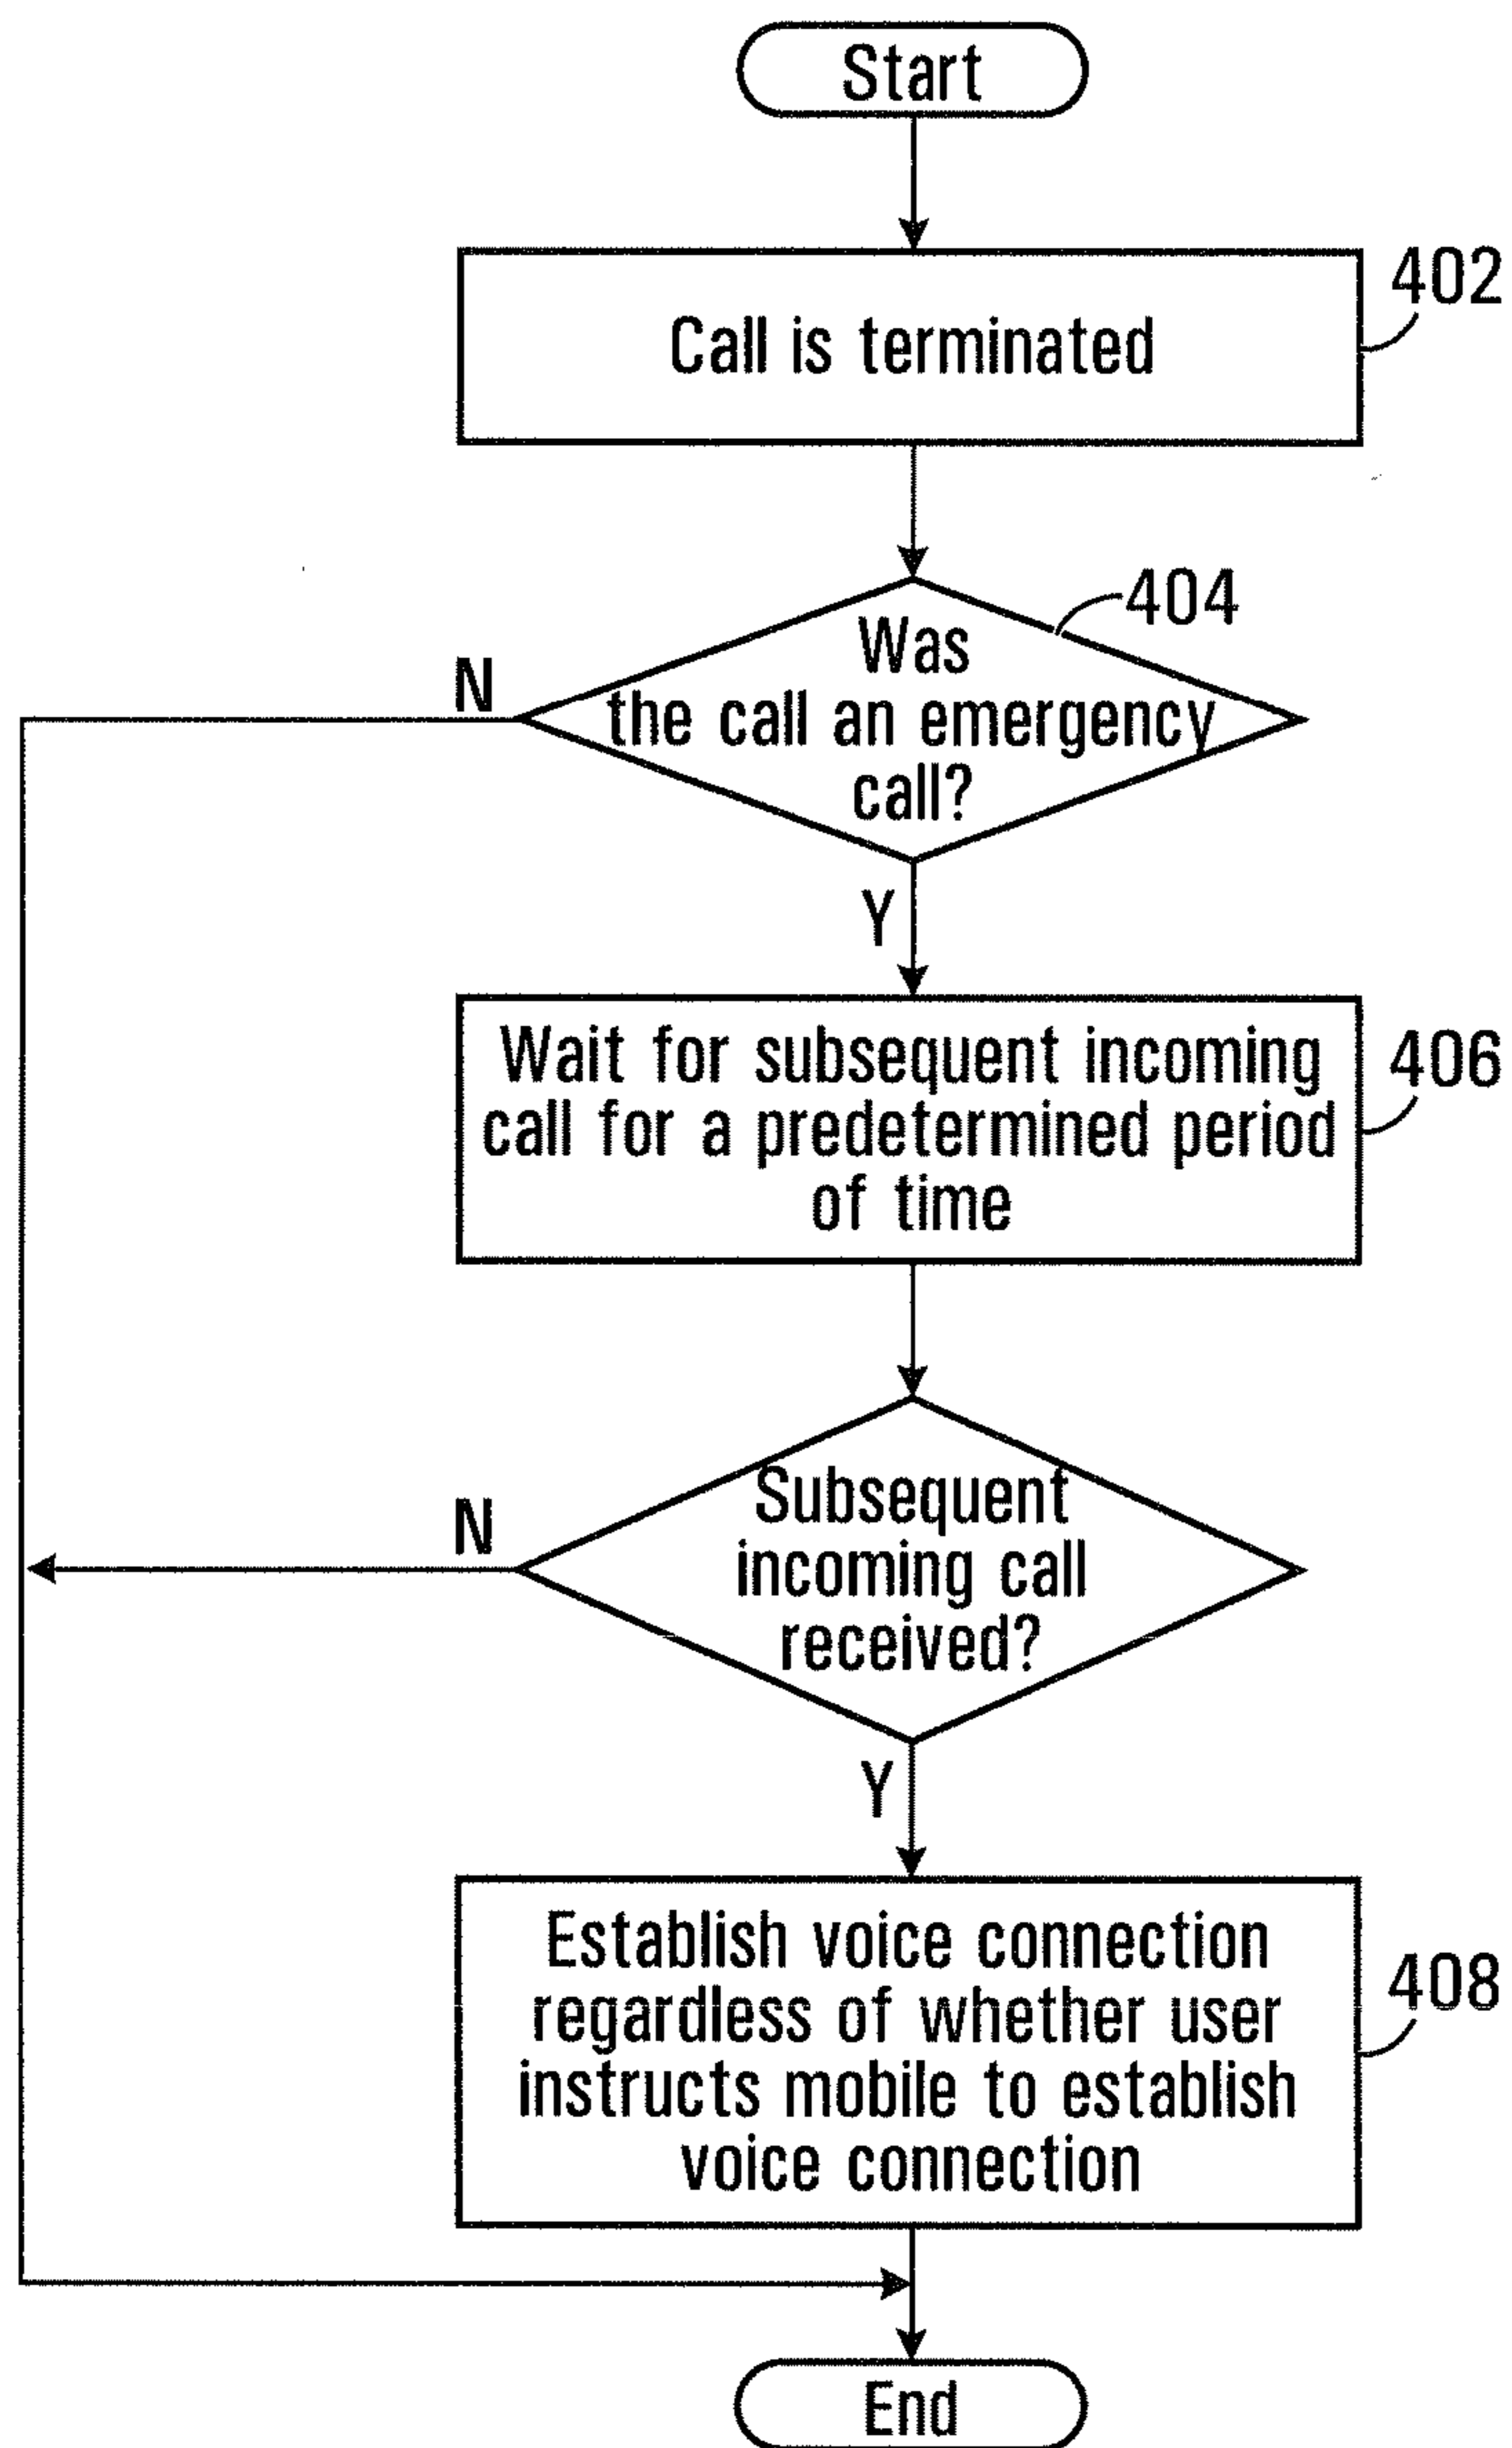 Start
402
Call is terminated
404
Was
the call an emergency
call?
N
Y
Wait for subsequent incoming
call for a predetermined period
of time
406
Subsequent
incoming call
received?
N
Y
Establish voice connection
regardless of whether user
instructs mobile to establish
voice connection
408
End